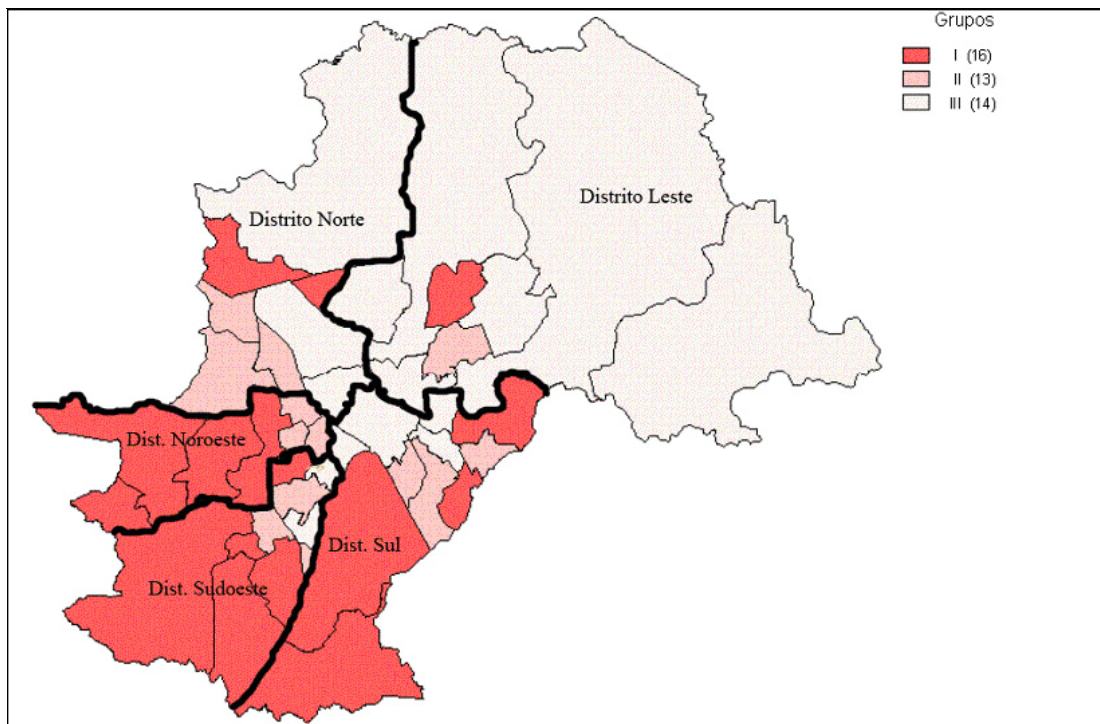 Grupos
I (16)
II (13)
III (14)
Distrito Norte
Distrito Leste
Dist. Noroeste
Dist. Sul
Dist. Sudoeste